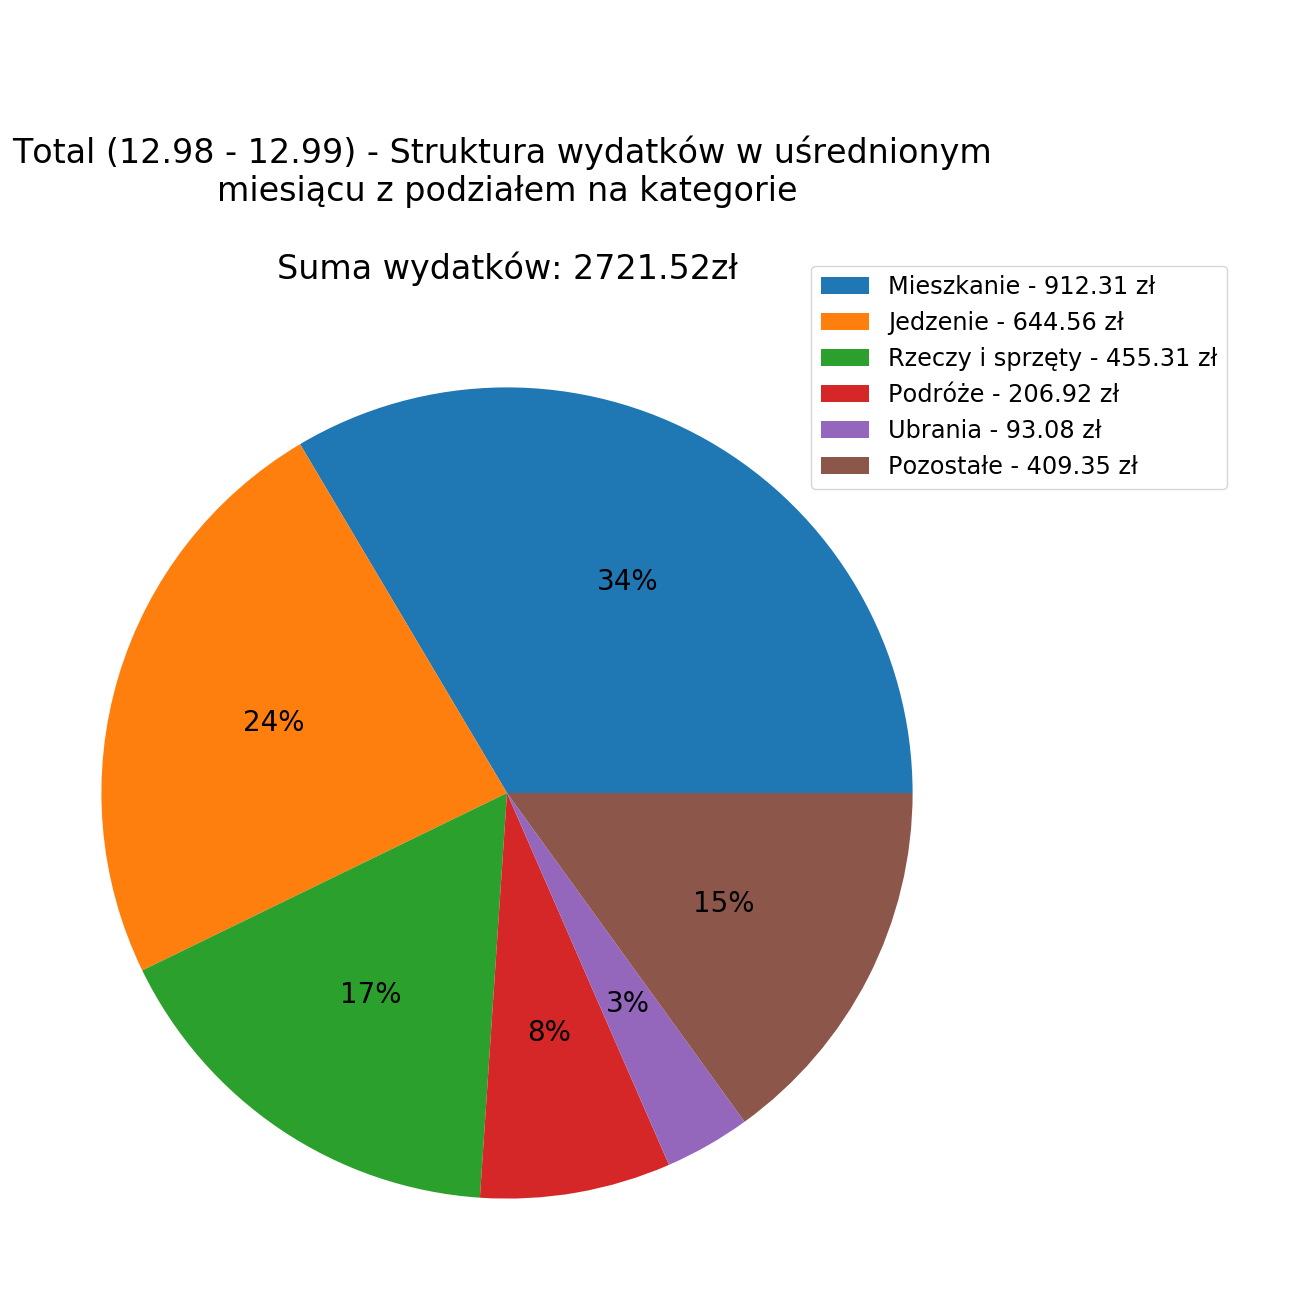 Total (12.98 - 12.99) - Struktura wydatków w uśrednionym
miesiącu z podziałem na kategorie
Suma wydatków: 2721.52zł
Mieszkanie - 912.31 zł
Jedzenie - 644.56 zł
Rzeczy i sprzęty - 455.31 zł
Podróże - 206.92 zł
Ubrania - 93.08 zł
Pozostałe - 409.35 zł
34%
24%
15%
17%
3%
8%